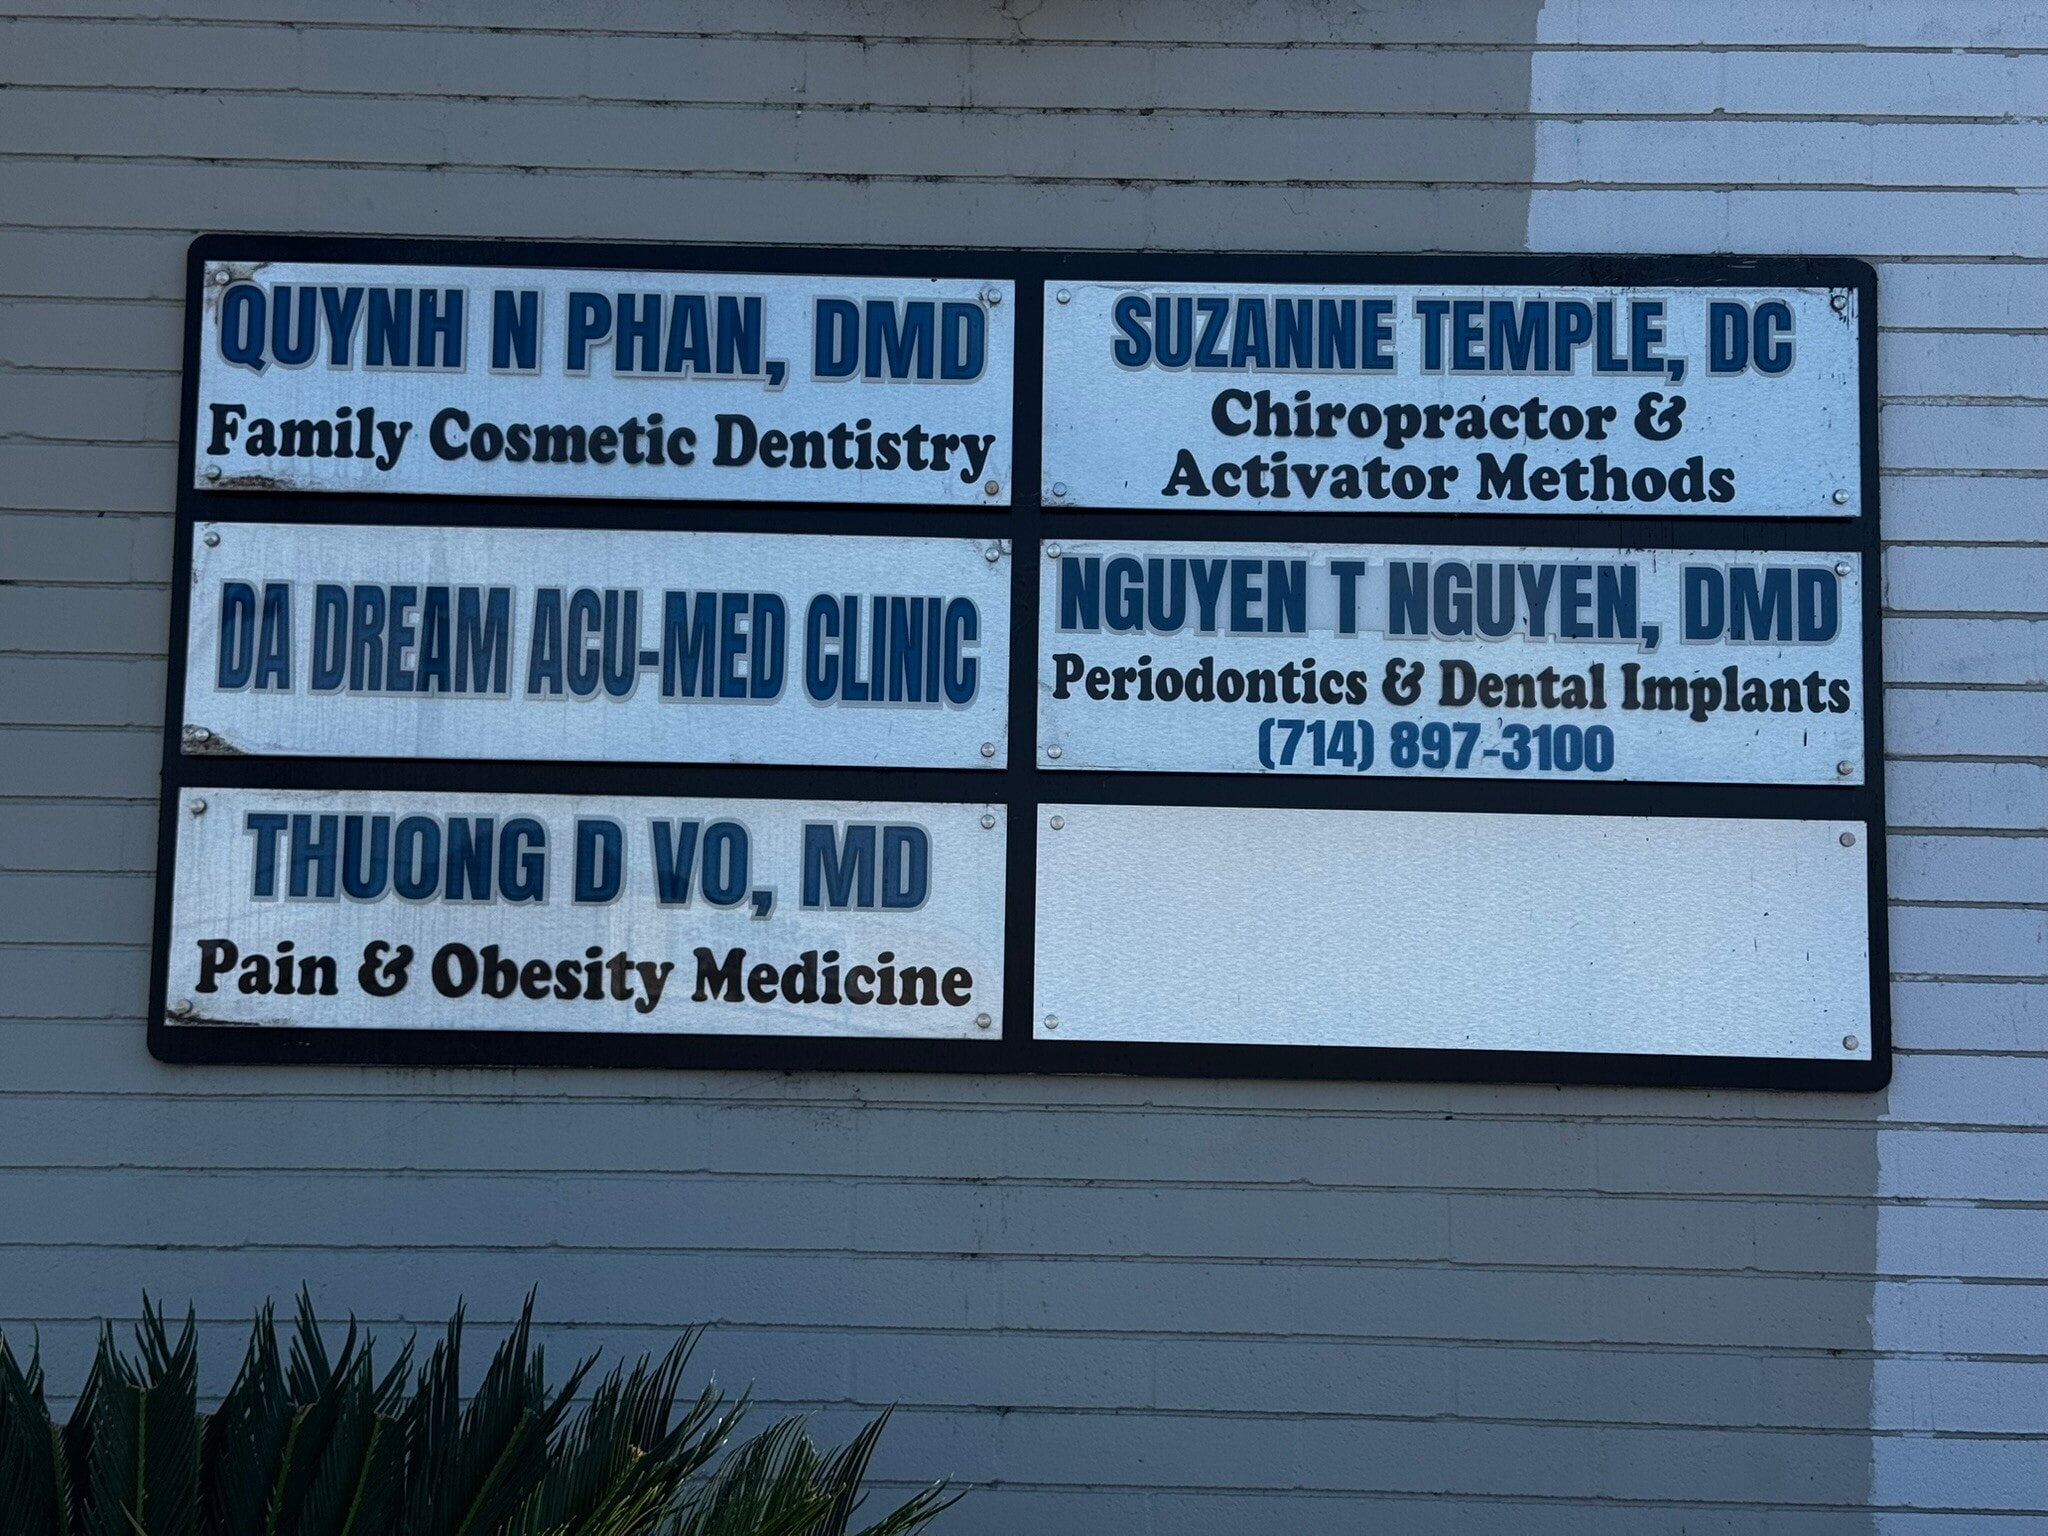 QUYNH N PHAN, DMD
Family Cosmetic Dentistry
SUZANNE TEMPLE, DC
Chiropractor &
Activator Methods
DA DREAM ACU-MED CLINIC
NGUYEN T NGUYEN, DMD
Periodontics & Dental Implants
(714) 897-3100
THUONG D VO, MD
Pain & Obesity Medicine